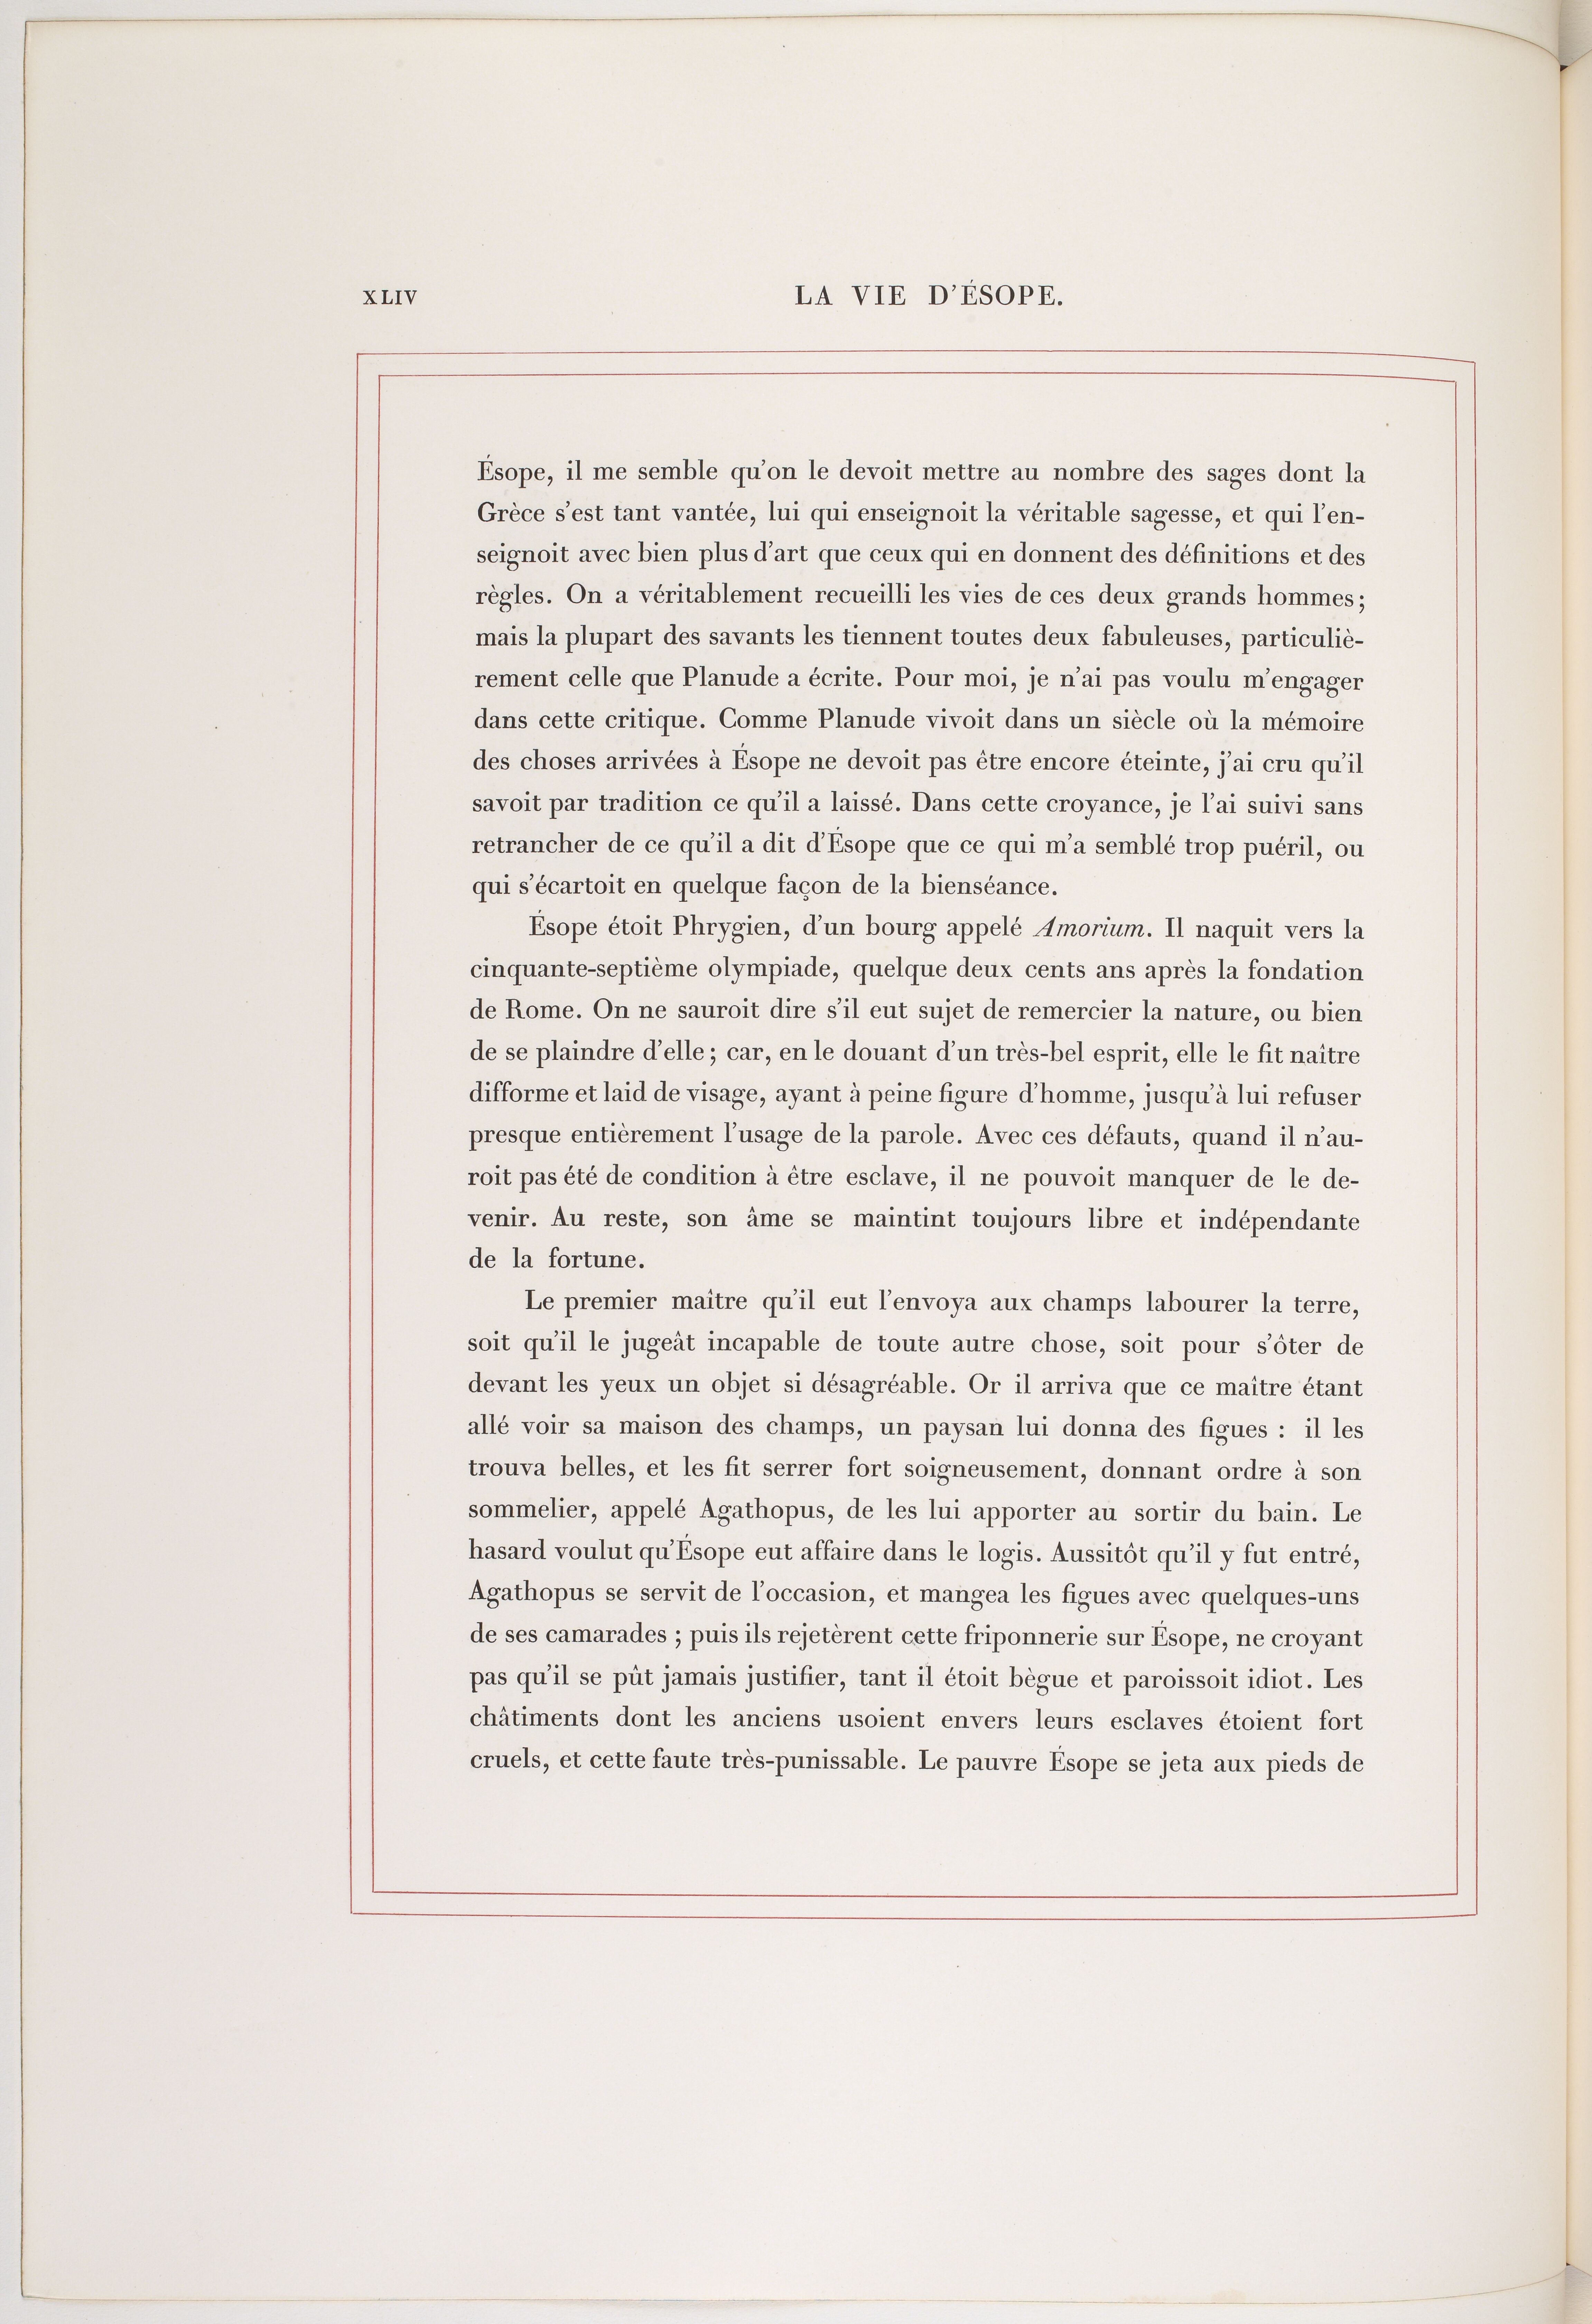 XLIV
LA VIE D'ÉSOPE.
Ésope, il me semble qu'on le devoit mettre au nombre des sages dont la
Grèce s'est tant vantée, lui qui enseignoit la véritable sagesse, et qui l'en-
seignoit avec bien plus d'art que ceux qui en donnent des définitions et des
règles. On a véritablement recueilli les vies de ces deux grands hommes;
mais la plupart des savants les tiennent toutes deux fabuleuses, particuliè-
rement celle que Planude a écrite. Pour moi, je n'ai pas voulu m'engager
dans cette critique. Comme Planude vivoit dans un siècle où la mémoire
des choses arrivées à Ésope ne devoit pas être encore éteinte, j'ai cru qu'il
savoit par tradition ce qu'il a laissé. Dans cette croyance, je l'ai suivi sans
retrancher de ce qu'il a dit d'Ésope que ce qui m'a semblé trop puéril, ou
qui s'écartoit en quelque façon de la bienséance.
Ésope étoit Phrygien, d'un bourg appelé Amorium. Il naquit vers la
cinquante-septième olympiade, quelque deux cents ans après la fondation
de Rome. On ne sauroit dire s'il eut sujet de remercier la nature, ou bien
de se plaindre d'elle; car, en le douant d'un très-bel esprit, elle le fit naître
difforme et laid de visage, ayant à peine figure d'homme, jusqu'à lui refuser
presque entièrement l'usage de la parole. Avec ces défauts, quand il n'au-
roit pas été de condition à être esclave, il ne pouvoit manquer de le de-
venir. Au reste, son âme se maintint toujours libre et indépendante
de la fortune.
Le premier maître qu'il eut l'envoya aux champs labourer la terre,
soit qu'il le jugeât incapable de toute autre chose, soit pour s'ôter de
devant les yeux un objet si désagréable. Or il arriva que ce maître étant
allé voir sa maison des champs, un paysan lui donna des figues : il les
trouva belles, et les fit serrer fort soigneusement, donnant ordre à son
sommelier, appelé Agathopus, de les lui apporter au sortir du bain. Le
hasard voulut qu'Ésope eut affaire dans le logis. Aussitôt qu'il y fut entré,
Agathopus se servit de l'occasion, et mangea les figues avec quelques-uns
de ses camarades ; puis ils rejetèrent cette friponnerie sur Ésope, ne croyant
pas qu'il se pût jamais justifier, tant il étoit bègue et paroissoit idiot. Les
châtiments dont les anciens usoient envers leurs esclaves étoient fort
cruels, et cette faute très-punissable. Le pauvre Ésope se jeta aux pieds de